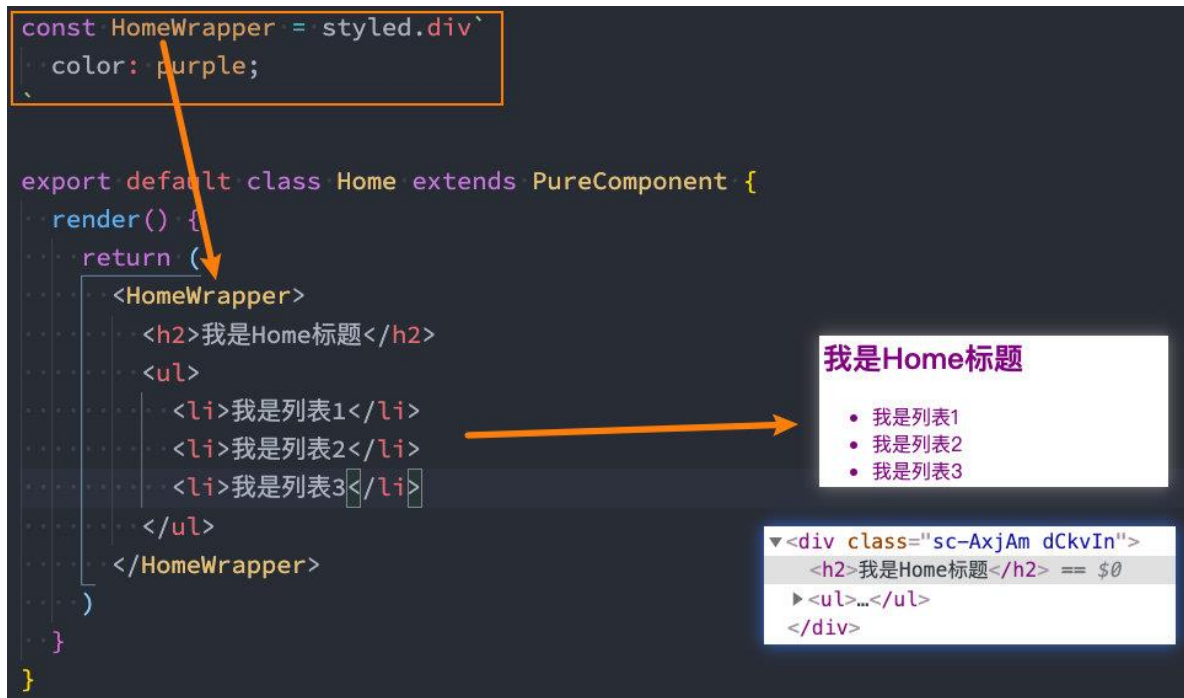 const HomeWrapper = styled.div`
color: purple;
`
export default class Home extends PureComponent {
render() {
return (
<HomeWrapper>
<h2>我是Home标题</h2>
<ul>
<li>我是列表1</li>
<li>我是列表2</li>
<li>我是列表3</li>
</ul>
</HomeWrapper>
)
}
}
我是Home标题
• 我是列表1
• 我是列表2
• 我是列表3
▼<div class="sc-AxjAm dCkvIn">
<h2>我是Home标题</h2> == $0
▶<ul>…</ul>
</div>